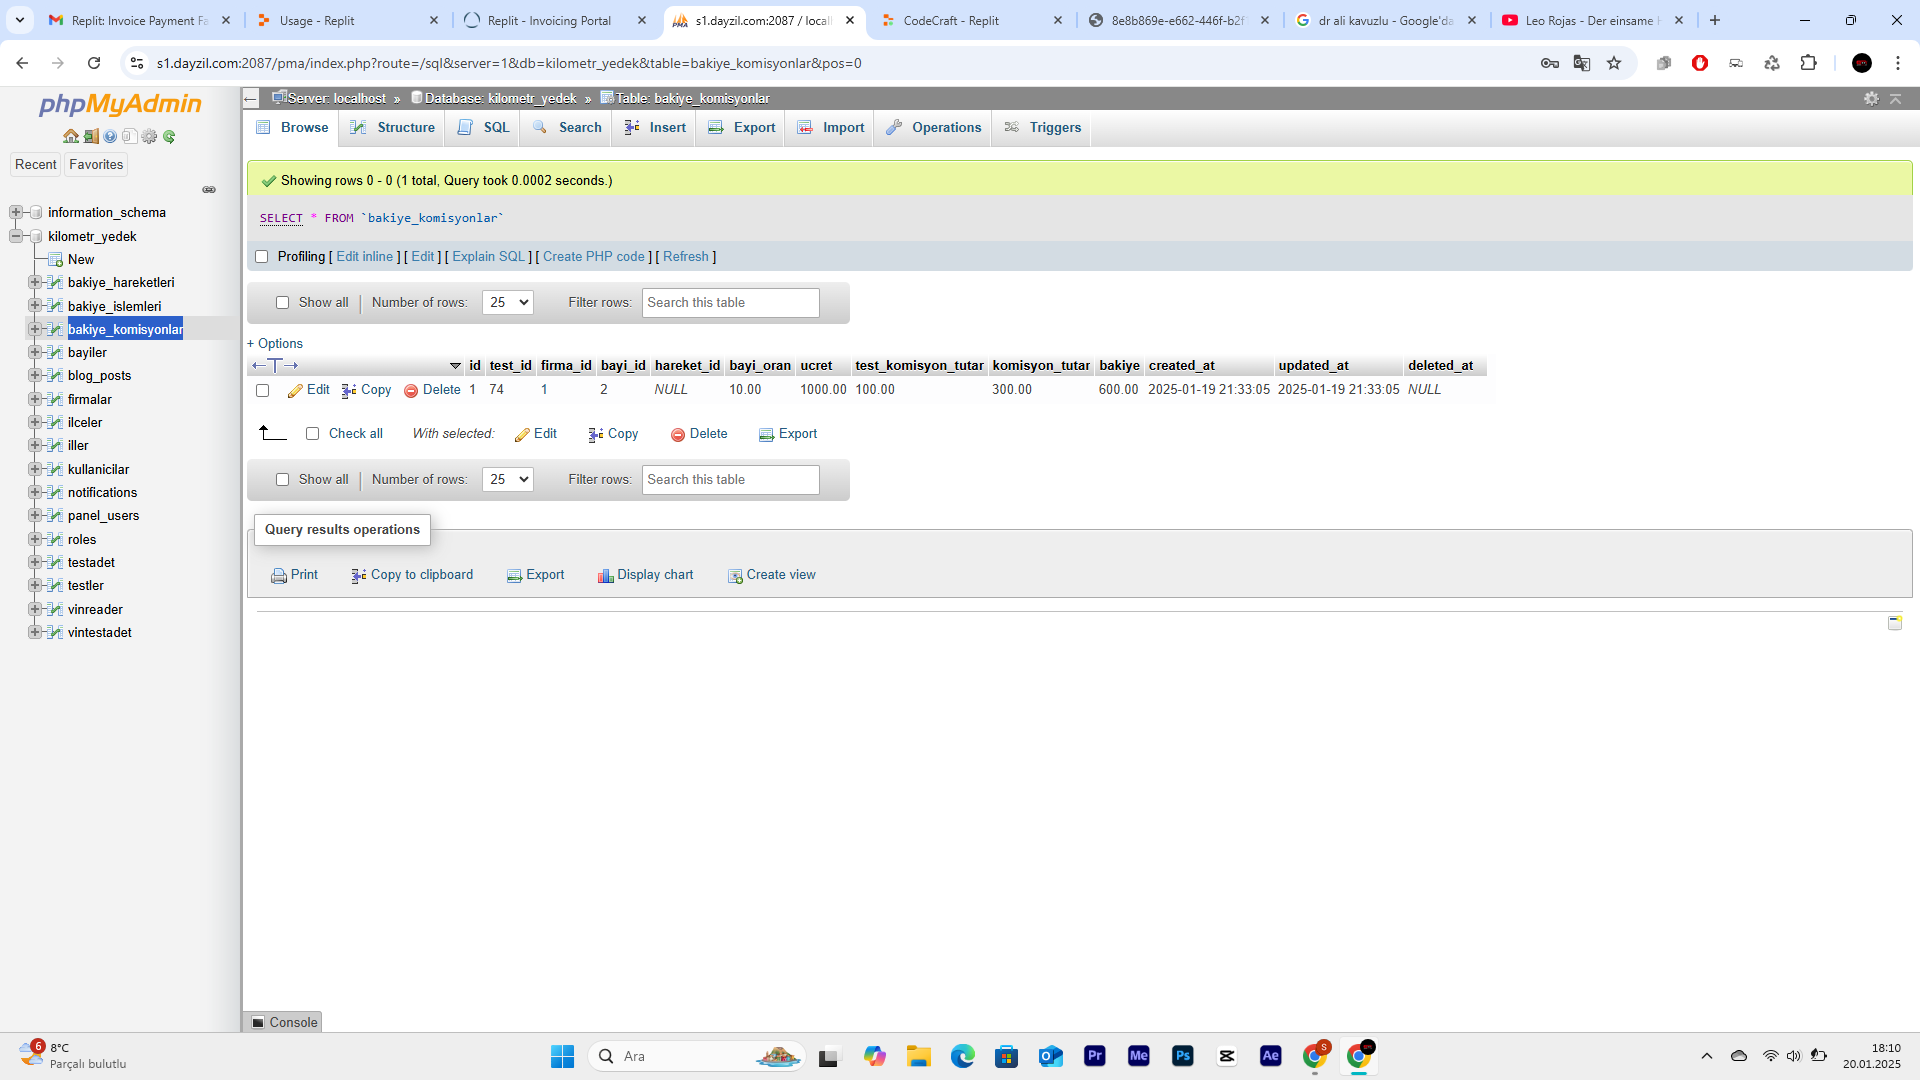 Replit: Invoice Payment Fa
Usage - Replit
Replit - Invoicing Portal
s1.dayzil.com:2087 / local
CodeCraft - Replit
8e8b869e-e662-446f-b2f
dr ali kavuzlu - Google'da
Leo Rojas - Der einsame
s1.dayzil.com:2087/pma/index.php?route=/sql&server=1&db=kilometr_yedek&table=bakiye_komisyonlar&pos=0
phpMyAdmin
Recent
Favorites
information_schema
kilometr_yedek
New
bakiye_hareketleri
bakiye_islemleri
bakiye_komisyonlar
bayiler
blog_posts
firmalar
ilceler
iller
kullanicilar
notifications
panel_users
roles
testadet
testler
vinreader
vintestadet
Server: localhost » Database: kilometr_yedek » Table: bakiye_komisyonlar
Browse Structure SQL Search Insert Export Import Operations Triggers
Showing rows 0 - 0 (1 total, Query took 0.0002 seconds.)
SELECT * FROM `bakiye_komisyonlar`
Profiling [ Edit inline ] [ Edit ] [ Explain SQL ] [ Create PHP code ] [ Refresh ]
Show all | Number of rows: 25 Filter rows: Search this table
+ Options
id test_id firma_id bayi_id hareket_id bayi_oran ucret test_komisyon_tutar komisyon_tutar bakiye created_at updated_at deleted_at
Edit Copy Delete 1 74 1 2 NULL 10.00 1000.00 100.00 300.00 600.00 2025-01-19 21:33:05 2025-01-19 21:33:05 NULL
Check all With selected: Edit Copy Delete Export
Show all | Number of rows: 25 Filter rows: Search this table
Query results operations
Print Copy to clipboard Export Display chart Create view
Console
6
8°C
Parçalı bulutlu
Ara
Pr
Me
Ps
Ae
S
18:10
20.01.2025